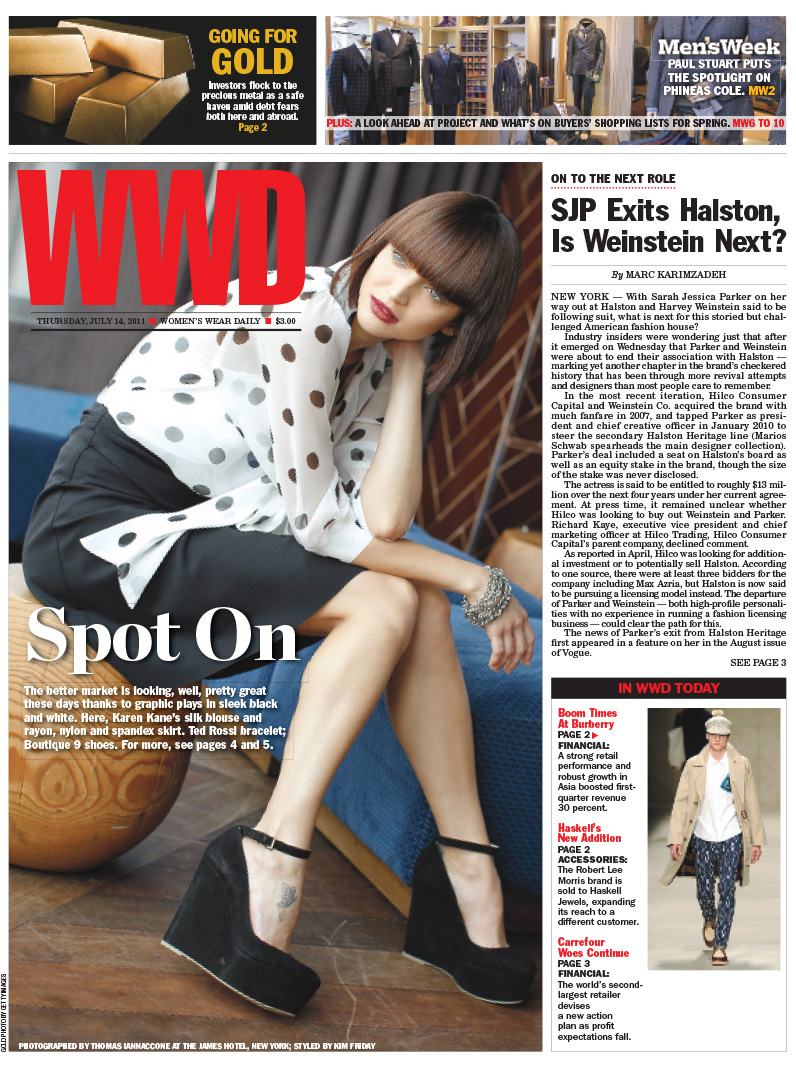 GOING FOR
GOLD
Investors flock to the
precious metal as a safe
haven amid debt fears
both here and abroad.
Page 2
Men'sWeek
PAUL STUART PUTS
THE SPOTLIGHT ON
PHINEAS COLE. MW2
PLUS: A LOOK AHEAD AT PROJECT AND WHAT'S ON BUYERS' SHOPPING LISTS FOR SPRING. MW6 TO 10
WWD
THURSDAY, JULY 14, 2011 ■ WOMEN'S WEAR DAILY ■ $3.00
Spot On
The better market is looking, well, pretty great
these days thanks to graphic plays in sleek black
and white. Here, Karen Kane's silk blouse and
rayon, nylon and spandex skirt. Ted Rossi bracelet;
Boutique 9 shoes. For more, see pages 4 and 5.
GOLD PHOTO BY GETTY IMAGES
PHOTOGRAPHED BY THOMAS IANNACCONE AT THE JAMES HOTEL, NEW YORK; STYLED BY KIM FRIDAY
ON TO THE NEXT ROLE
SJP Exits Halston,
Is Weinstein Next?
By MARC KARIMZADEH
NEW YORK — With Sarah Jessica Parker on her
way out at Halston and Harvey Weinstein said to be
following suit, what is next for this storied but chal-
lenged American fashion house?
Industry insiders were wondering just that after
it emerged on Wednesday that Parker and Weinstein
were about to end their association with Halston —
marking yet another chapter in the brand's checkered
history that has been through more revival attempts
and designers than most people care to remember.
In the most recent iteration, Hilco Consumer
Capital and Weinstein Co. acquired the brand with
much fanfare in 2007, and tapped Parker as presi-
dent and chief creative officer in January 2010 to
steer the secondary Halston Heritage line (Marios
Schwab spearheads the main designer collection).
Parker's deal included a seat on Halston's board as
well as an equity stake in the brand, though the size
of the stake was never disclosed.
The actress is said to be entitled to roughly $13 mil-
lion over the next four years under her current agree-
ment. At press time, it remained unclear whether
Hilco was looking to buy out Weinstein and Parker.
Richard Kaye, executive vice president and chief
marketing officer at Hilco Trading, Hilco Consumer
Capital's parent company, declined comment.
As reported in April, Hilco was looking for addition-
al investment or to potentially sell Halston. According
to one source, there were at least three bidders for the
company including Max Azria, but Halston is now said
to be pursuing a licensing model instead. The departure
of Parker and Weinstein — both high-profile personali-
ties with no experience in running a fashion licensing
business — could clear the path for this.
The news of Parker's exit from Halston Heritage
first appeared in a feature on her in the August issue
of Vogue.
SEE PAGE 3
IN WWD TODAY
Boom Times
At Burberry
PAGE 2 ▶
FINANCIAL:
A strong retail
performance and
robust growth in
Asia boosted first-
quarter revenue
30 percent.
Haskell's
New Addition
PAGE 2
ACCESSORIES:
The Robert Lee
Morris brand is
sold to Haskell
Jewels, expanding
its reach to a
different customer.
Carrefour
Woes Continue
PAGE 3
FINANCIAL:
The world's second-
largest retailer
devises
a new action
plan as profit
expectations fall.